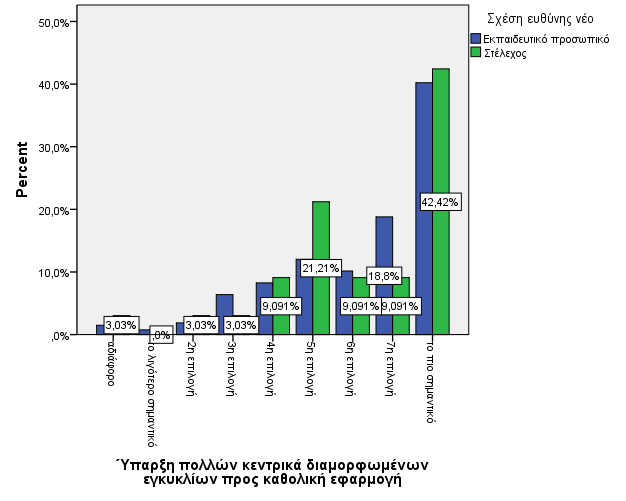 Σχέση ευθύνης νέο
Εκπαιδευτικό προσωπικό
Στέλεχος
Percent
50,0%
40,0%
30,0%
20,0%
10,0%
,0%
3,03%
,0%
3,03%
3,03%
9,091%
21,21%
9,091%
18,8%
9,091%
42,42%
αδιάφορο
το λιγότερο σημαντικό
2η επιλογή
3η επιλογή
4η επιλογή
5η επιλογή
6η επιλογή
7η επιλογή
το πιο σημαντικό
Ύπαρξη πολλών κεντρικά διαμορφωμένων
εγκυκλίων προς καθολική εφαρμογή